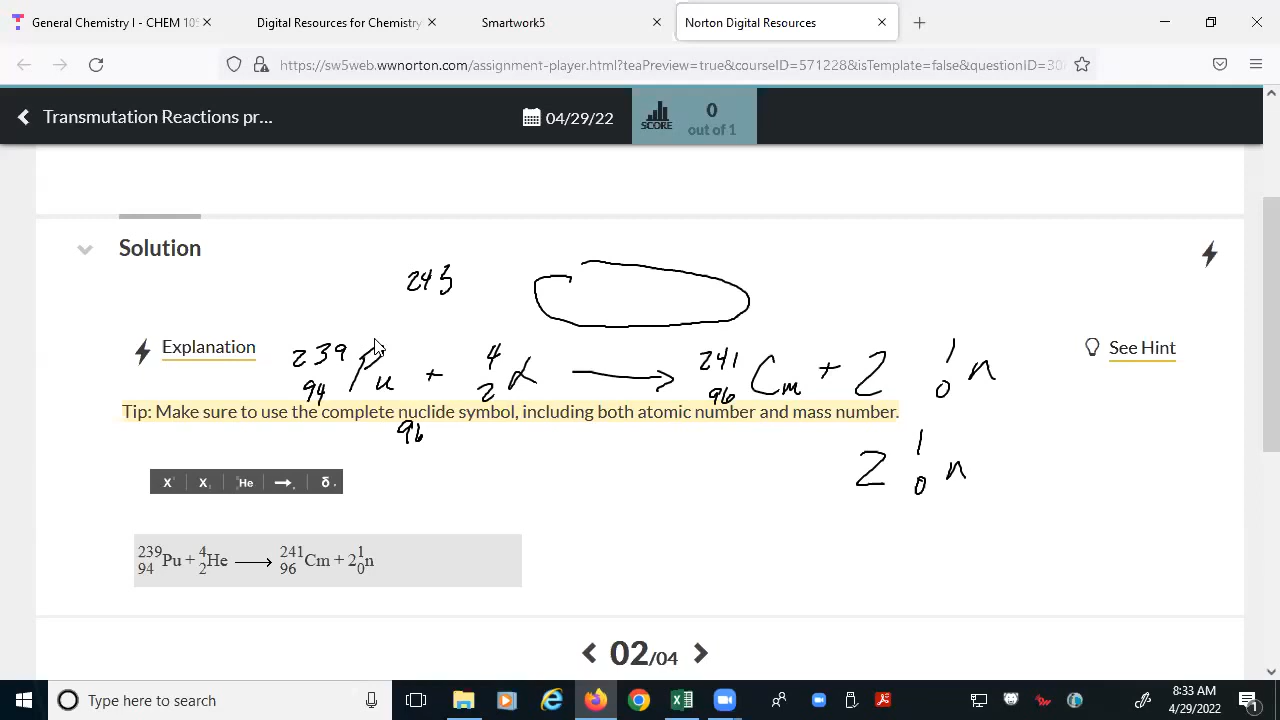 General Chemistry I - CHEM 105
Digital Resources for Chemistry
Smartwork5
Norton Digital Resources
https://sw5web.wwnorton.com/assignment-player.html?teaPreview=true&courseID=571228&isTemplate=false&questionID=30
Transmutation Reactions pr...
04/29/22
SCORE
0
out of 1
Solution
243
Explanation
239 94 Pu + 4 2 α → 241 96 Cm + 2 1 0 n
See Hint
Tip: Make sure to use the complete nuclide symbol, including both atomic number and mass number.
96
2 1 0 n
X X He → δ
239 94 Pu + 4 2 He → 241 96 Cm + 2 1 0 n
02/04
Type here to search
8:33 AM
4/29/2022
1